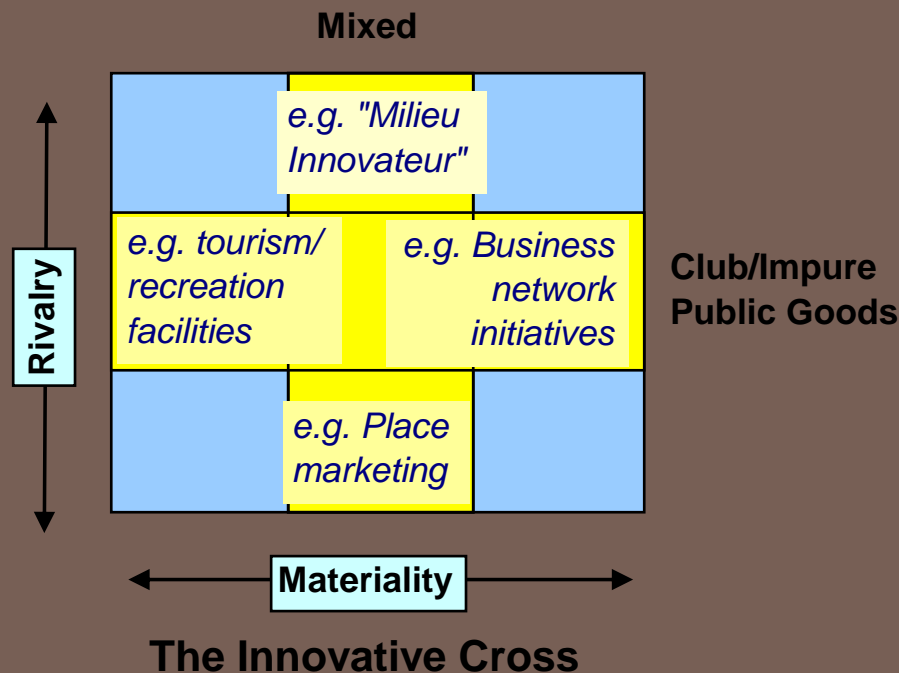 Mixed
e.g. "Milieu
Innovateur"
e.g. tourism/
recreation
facilities
e.g. Business
network
initiatives
Club/Impure
Public Goods
Rivalry
e.g. Place
marketing
Materiality
The Innovative Cross